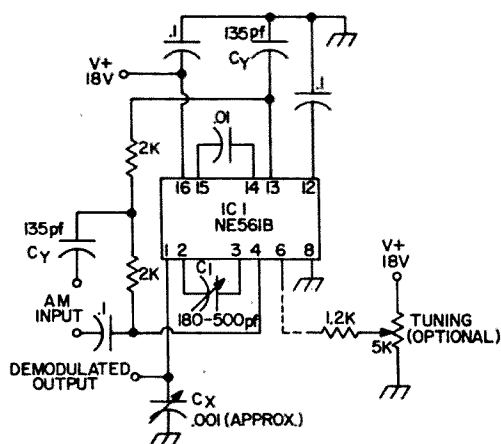 .1
135pf
CY
V+
18V
.1
.01
2K
16 15 14 13 12
IC 1
NE561B
135pf
CY
1 2 3 4 6 8
2K
C1
180-500pf
V+
18V
AM
INPUT
.1
1.2K
5K
TUNING
(OPTIONAL)
DEMODULATED
OUTPUT
CX
.001 (APPROX.)